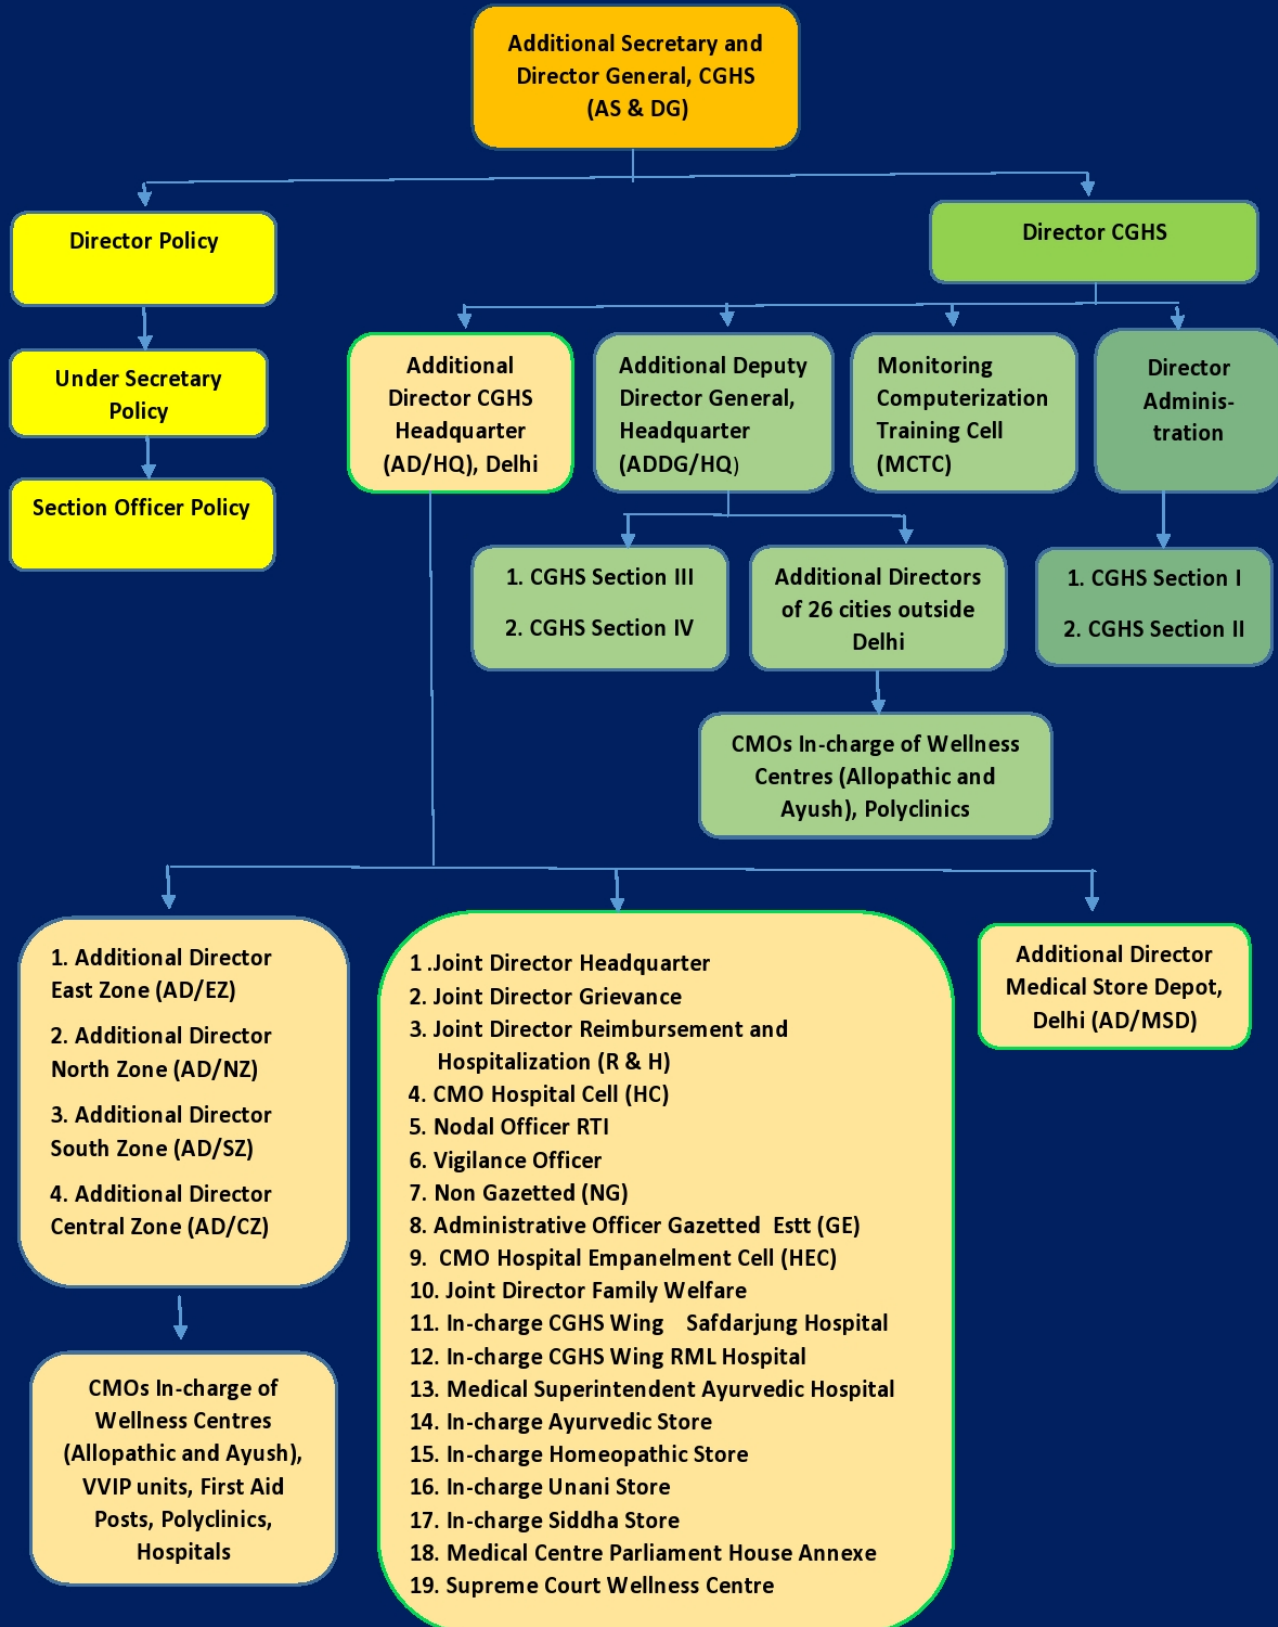 Additional Secretary and
Director General, CGHS
(AS & DG)
Director Policy
Director CGHS
Under Secretary
Policy
Section Officer Policy
Additional
Director CGHS
Headquarter
(AD/HQ), Delhi
Additional Deputy
Director General,
Headquarter
(ADDG/HQ)
Monitoring
Computerization
Training Cell
(MCTC)
Director
Adminis-
tration
1. CGHS Section III
2. CGHS Section IV
Additional Directors
of 26 cities outside
Delhi
1. CGHS Section I
2. CGHS Section II
CMOs In-charge of Wellness
Centres (Allopathic and
Ayush), Polyclinics
1. Additional Director
East Zone (AD/EZ)
2. Additional Director
North Zone (AD/NZ)
3. Additional Director
South Zone (AD/SZ)
4. Additional Director
Central Zone (AD/CZ)
CMOs In-charge of
Wellness Centres
(Allopathic and Ayush),
VVIP units, First Aid
Posts, Polyclinics,
Hospitals
1 .Joint Director Headquarter
2. Joint Director Grievance
3. Joint Director Reimbursement and
Hospitalization (R & H)
4. CMO Hospital Cell (HC)
5. Nodal Officer RTI
6. Vigilance Officer
7. Non Gazetted (NG)
8. Administrative Officer Gazetted  Estt (GE)
9.  CMO Hospital Empanelment Cell (HEC)
10. Joint Director Family Welfare
11. In-charge CGHS Wing    Safdarjung Hospital
12. In-charge CGHS Wing RML Hospital
13. Medical Superintendent Ayurvedic Hospital
14. In-charge Ayurvedic Store
15. In-charge Homeopathic Store
16. In-charge Unani Store
17. In-charge Siddha Store
18. Medical Centre Parliament House Annexe
19. Supreme Court Wellness Centre
Additional Director
Medical Store Depot,
Delhi (AD/MSD)